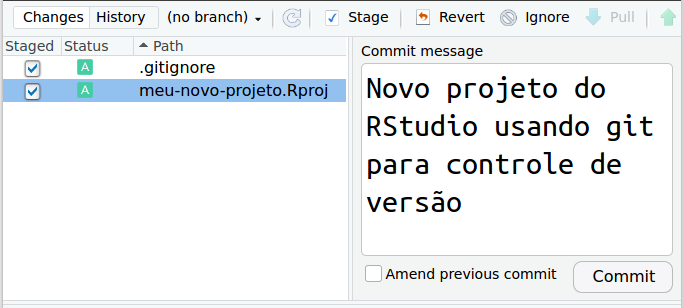 Changes History (no branch) Stage Revert Ignore Pull
Staged Status Path
Commit message
A .gitignore
A meu-novo-projeto.Rproj
Novo projeto do
RStudio usando git
para controle de
versão
Amend previous commit Commit